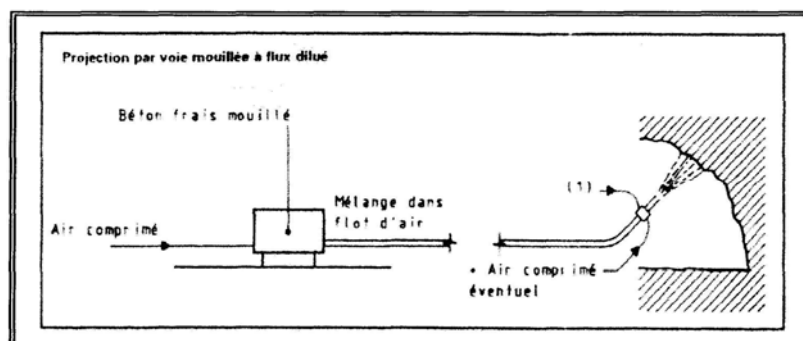 Projection par voie mouillée à flux dilué
Béton frais mouillé
Mélange dans
flot d'air
Air comprimé
(1)
+ Air comprimé
éventuel